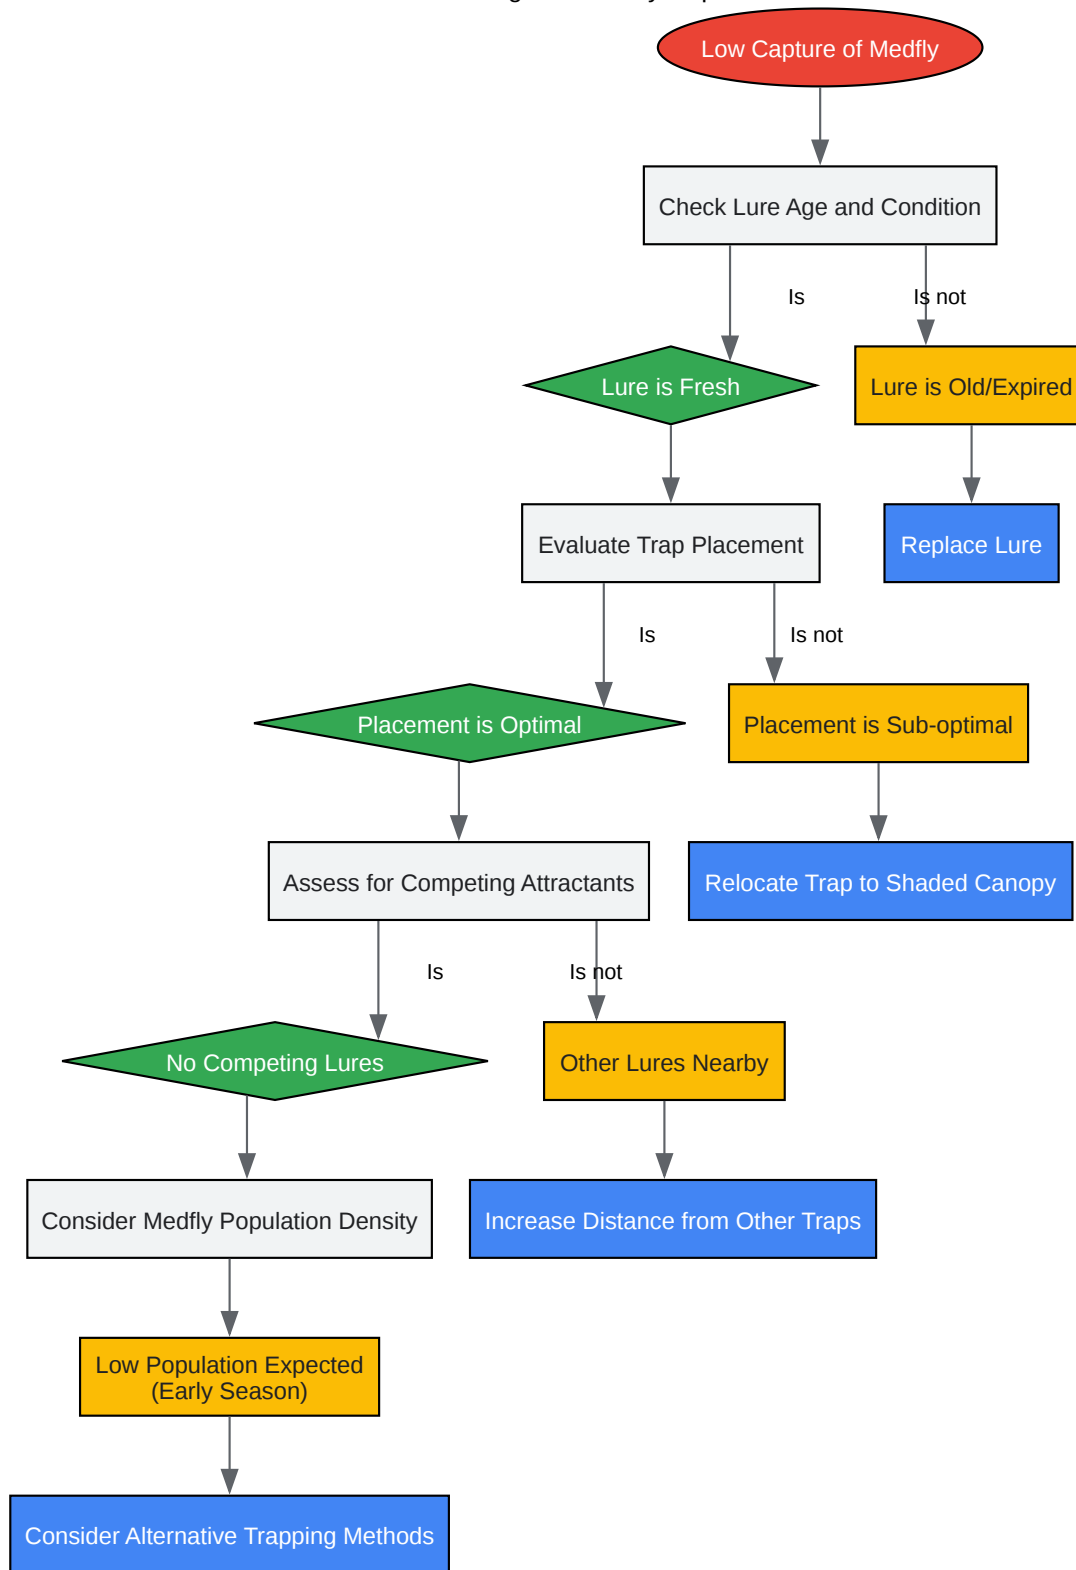 Low Capture of Medfly
Check Lure Age and Condition
Is
Is not
Lure is Fresh
Lure is Old/Expired
Evaluate Trap Placement
Replace Lure
Is
Is not
Placement is Optimal
Placement is Sub-optimal
Assess for Competing Attractants
Relocate Trap to Shaded Canopy
Is
Is not
No Competing Lures
Other Lures Nearby
Consider Medfly Population Density
Increase Distance from Other Traps
Low Population Expected
(Early Season)
Consider Alternative Trapping Methods